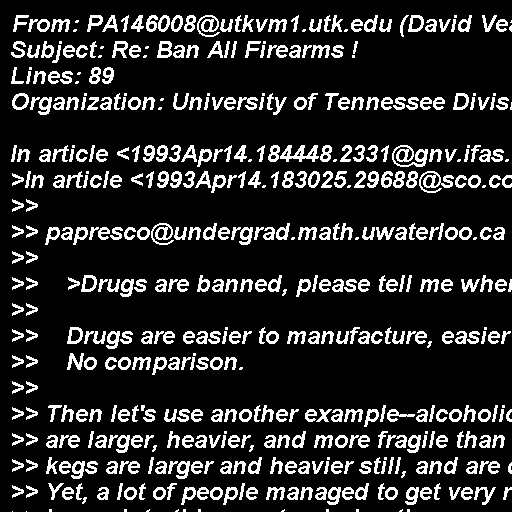 From: PA146008@utkvm1.utk.edu (David
Subject: Re: Ban All Firearms !
Lines: 89
Organization: University of Tennessee

In article <1993Apr14.184448.2331@gnv.ifas.
>In article <1993Apr14.183025.29688@sco.co
>>
>> papresco@undergrad.math.uwaterloo.ca
>>
>> >Drugs are banned, please tell me
>>
>> Drugs are easier to manufacture, easier
>> No comparison.
>>
>> Then let's use another example--alcoholic
>> are larger, heavier, and more fragile than
>> kegs are larger and heavier still, and are
>> Yet, a lot of people managed to get very